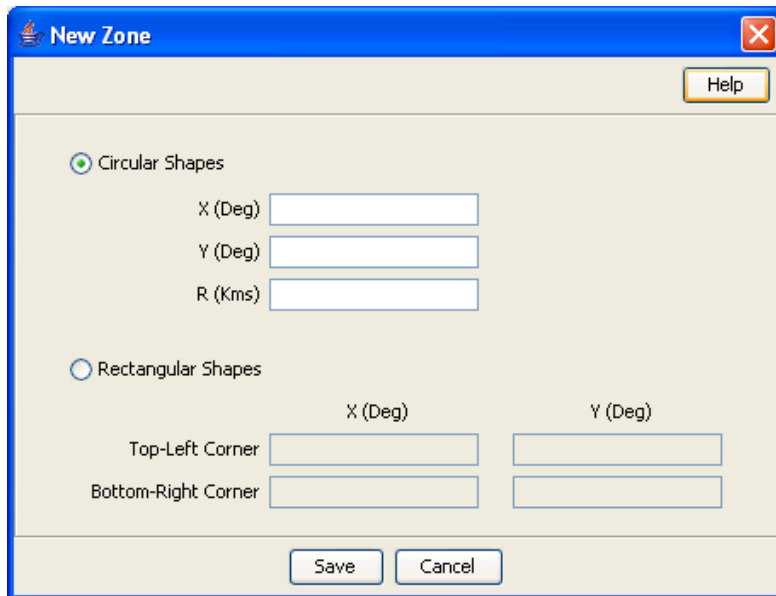 New Zone
Help
Circular Shapes
X (Deg)
Y (Deg)
R (Kms)
Rectangular Shapes
X (Deg) Y (Deg)
Top-Left Corner
Bottom-Right Corner
Save Cancel